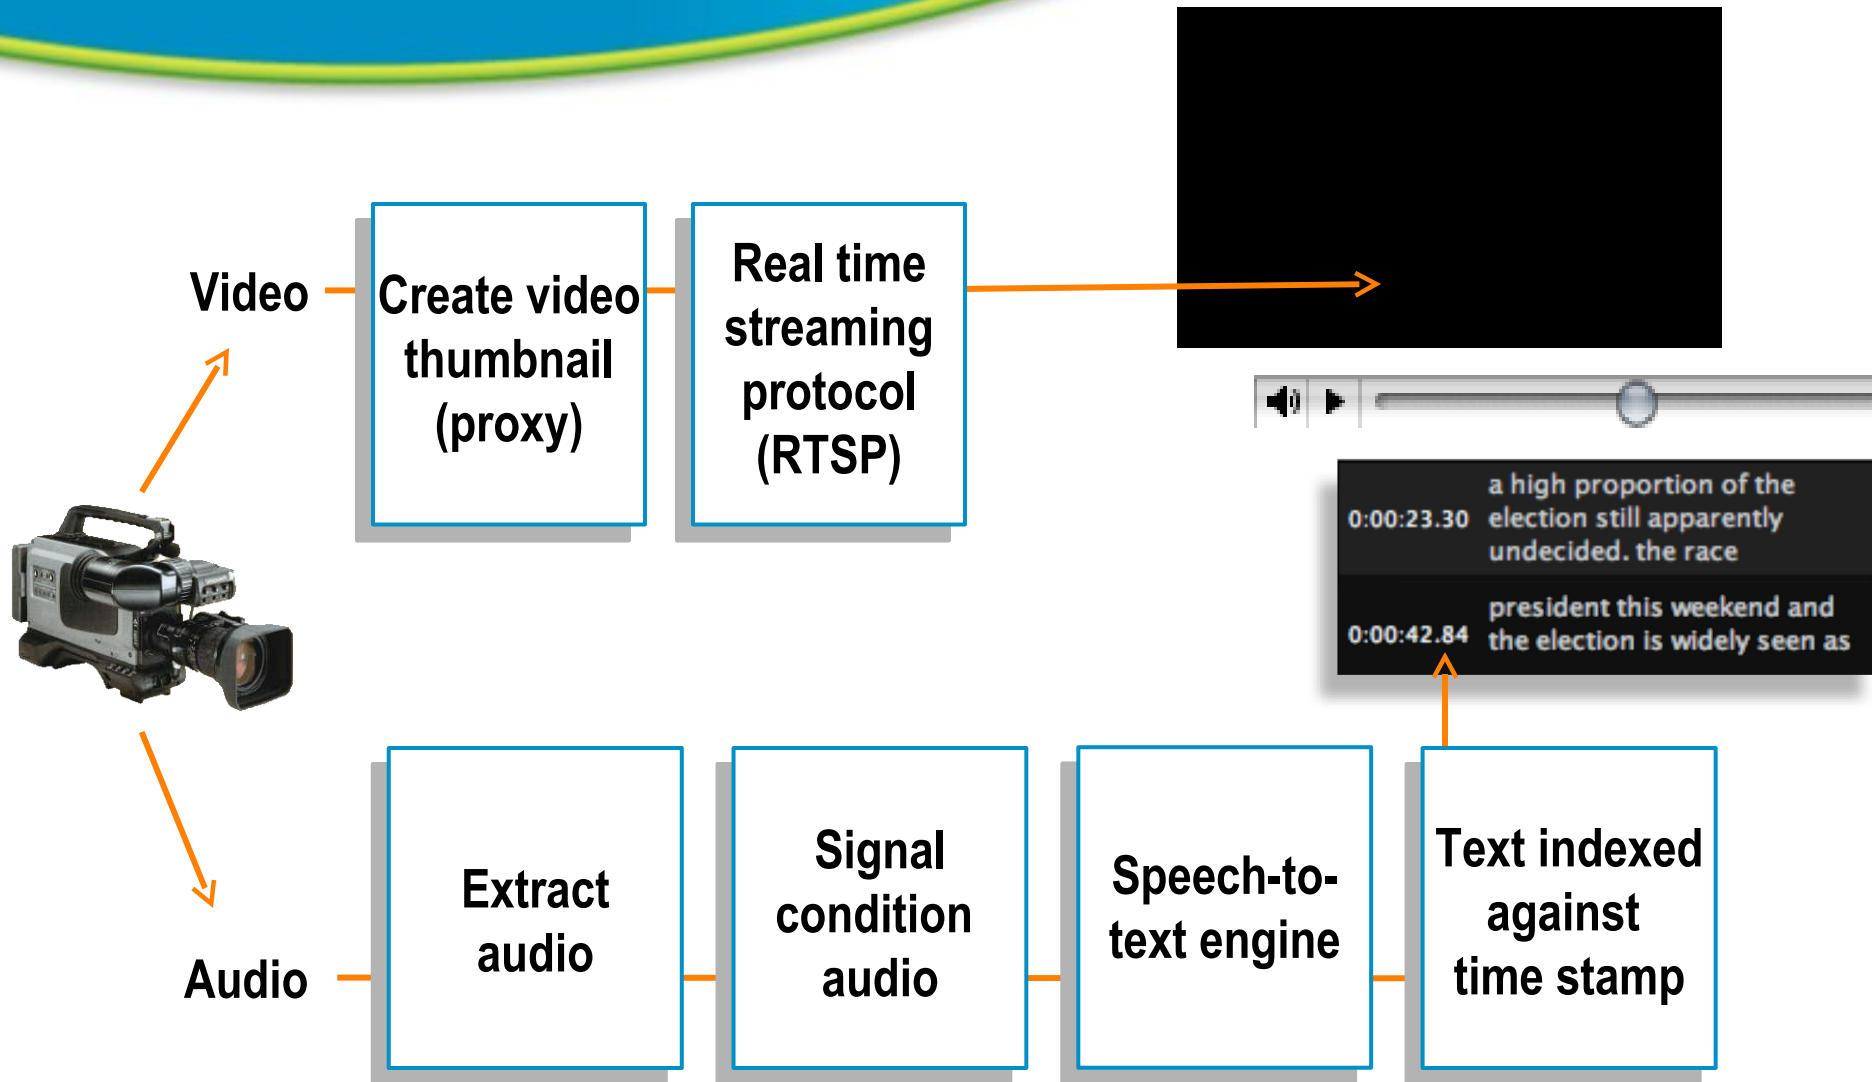 Video
Create video
thumbnail
(proxy)
Real time
streaming
protocol
(RTSP)
0:00:23.30
a high proportion of the
election still apparently
undecided. the race
0:00:42.84
president this weekend and
the election is widely seen as
Audio
Extract
audio
Signal
condition
audio
Speech-to-
text engine
Text indexed
against
time stamp